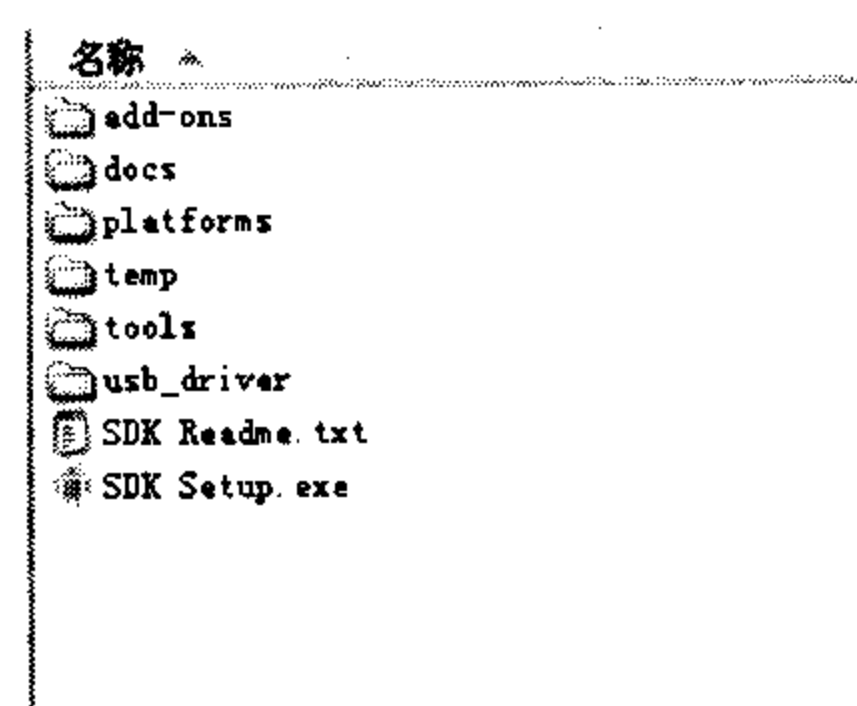 名称
add-ons
docs
platforms
temp
tools
usb_driver
SDK Readme.txt
SDK Setup.exe